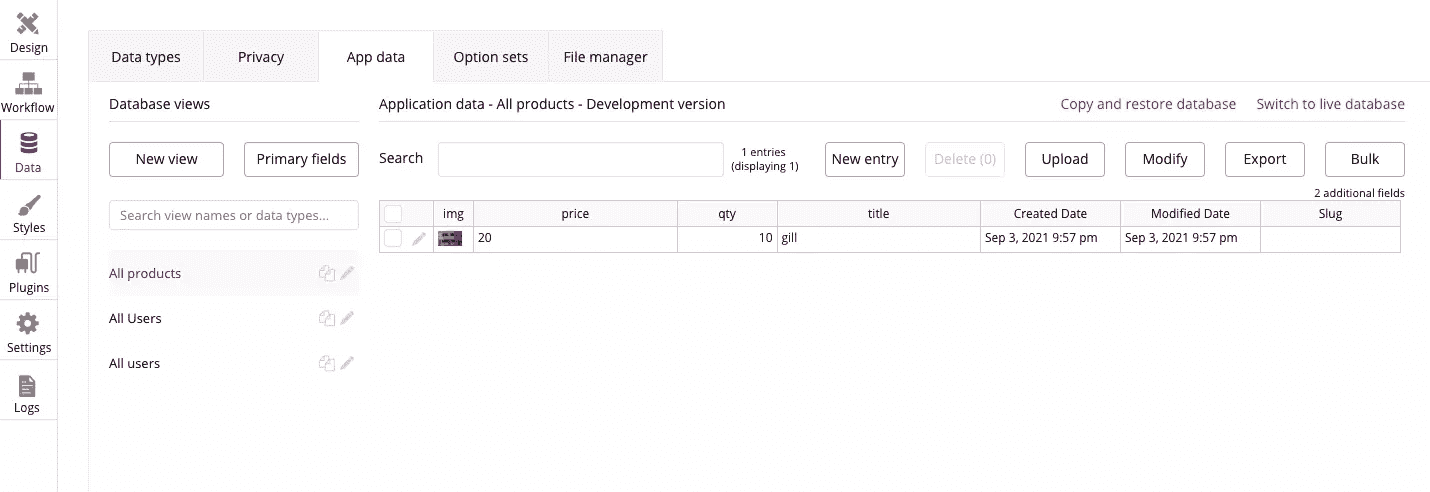 Design
Workflow
Data
Styles
Plugins
Settings
Logs
Data types Privacy App data Option sets File manager
Database views
New view Primary fields
Search view names or data types...
All products
All Users
All users
Application data - All products - Development version Copy and restore database Switch to live database
Search 1 entries
(displaying 1)
New entry Delete (0) Upload Modify Export Bulk
2 additional fields
img price qty title Created Date Modified Date Slug
20 10 gill Sep 3, 2021 9:57 pm Sep 3, 2021 9:57 pm